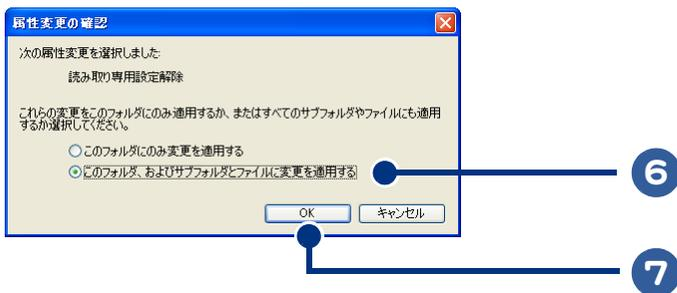 属性変更の確認
次の属性変更を選択しました:
読み取り専用設定解除
これらの変更をこのフォルダにのみ適用するか、またはすべてのサブフォルダやファイルにも適用
するか選択してください。
このフォルダにのみ変更を適用する
このフォルダ、およびサブフォルダとファイルに変更を適用する
6
OK
キャンセル
7